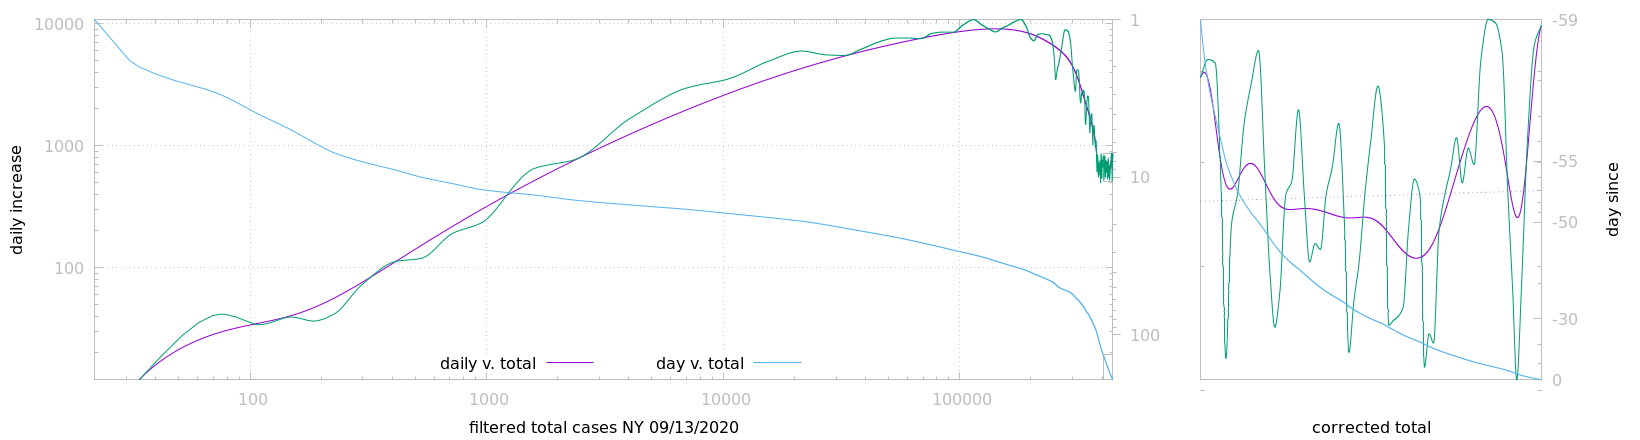 10000
1000
100
daily increase
1
10
100
daily v. total
day v. total
100
1000
10000
100000
filtered total cases NY 09/13/2020
-59
-55
-50
-30
0
day since
corrected total